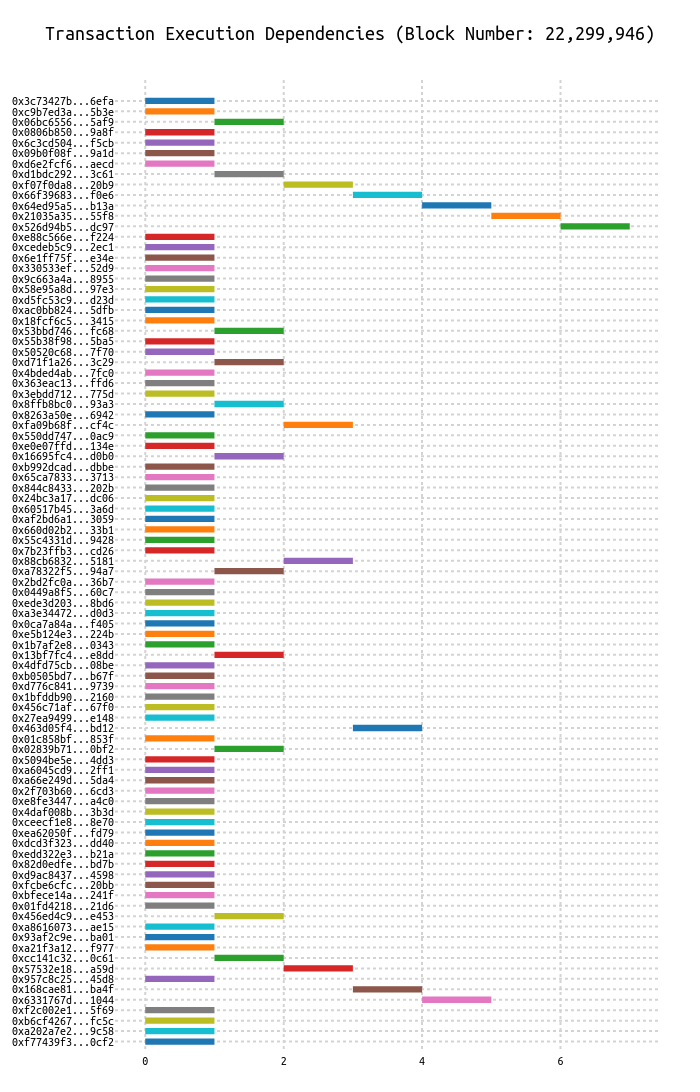 Transaction Execution Dependencies (Block Number: 22,299,946)
0x3c73427b...6efa
0xc9b7ed3a...5b3e
0x06bc6556...5af9
0x0806b850...9a8f
0x6c3cd504...f5cb
0x09b0f08f...9a1d
0xd6e2fcf6...aecd
0xd1bdc292...3c61
0xf07f0da8...20b9
0x66f39683...f0e6
0x64ed95a5...b13a
0x21035a35...55f8
0x526d94b5...dc97
0xe88c566e...f224
0xcedeb5c9...2ec1
0x6e1ff75f...e34e
0x330533ef...52d9
0x9c663a4a...8955
0x58e95a8d...97e3
0xd5fc53c9...d23d
0xac0bb824...5dfb
0x18fcf6c5...3415
0x53bbd746...fc68
0x55b38f98...5ba5
0x50520c68...7f70
0xd71f1a26...3c29
0x4bded4ab...7fc0
0x363eac13...ffd6
0x3ebdd712...775d
0x8ffb8bc0...93a3
0x8263a50e...6942
0xfa09b68f...cf4c
0x550dd747...0ac9
0xe0e07ffd...134e
0x16695fc4...d0b0
0xb992dcad...dbbe
0x65ca7833...3713
0x844c8433...202b
0x24bc3a17...dc06
0x60517b45...3a6d
0xaf2bd6a1...3059
0x660d02b2...33b1
0x55c4331d...9428
0x7b23ffb3...cd26
0x88cb6832...5181
0xa78322f5...94a7
0x2bd2fc0a...36b7
0x0449a8f5...60c7
0xede3d203...8bd6
0xa3e34472...d0d3
0x0ca7a84a...f405
0xe5b124e3...224b
0x1b7af2e8...0343
0x13bf7fc4...e8dd
0x4dfd75cb...08be
0xb0505bd7...b67f
0xd776c841...9739
0x1bfddb90...2160
0x456c71af...67f0
0x27ea9499...e148
0x463d05f4...bd12
0x01c858bf...853f
0x02839b71...0bf2
0x5094be5e...4dd3
0xa6045cd9...2ff1
0xa66e249d...5da4
0x2f703b60...6cd3
0xe8fe3447...a4c0
0x4daf008b...3b3d
0xceecf1e8...8e70
0xea62050f...fd79
0xdcd3f323...dd40
0xedd322e3...b21a
0x82d0edfe...bd7b
0xd9ac8437...4598
0xfcbe6cfc...20bb
0xbfece14a...241f
0x01fd4218...21d6
0x456ed4c9...e453
0xa8616073...ae15
0x93af2c9e...ba01
0xa21f3a12...f977
0xcc141c32...0c61
0x57532e18...a59d
0x957c8c25...45d8
0x168cae81...ba4f
0x6331767d...1044
0xf2c002e1...5f69
0xb6cf4267...fc5c
0xa202a7e2...9c58
0xf77439f3...0cf2
0 2 4 6